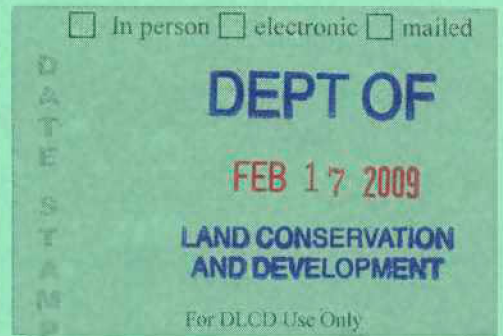 ☐ In person ☐ electronic ☐ mailed
DATE STAMP
DEPT OF
FEB 17 2009
LAND CONSERVATION
AND DEVELOPMENT
For DLCD Use Only